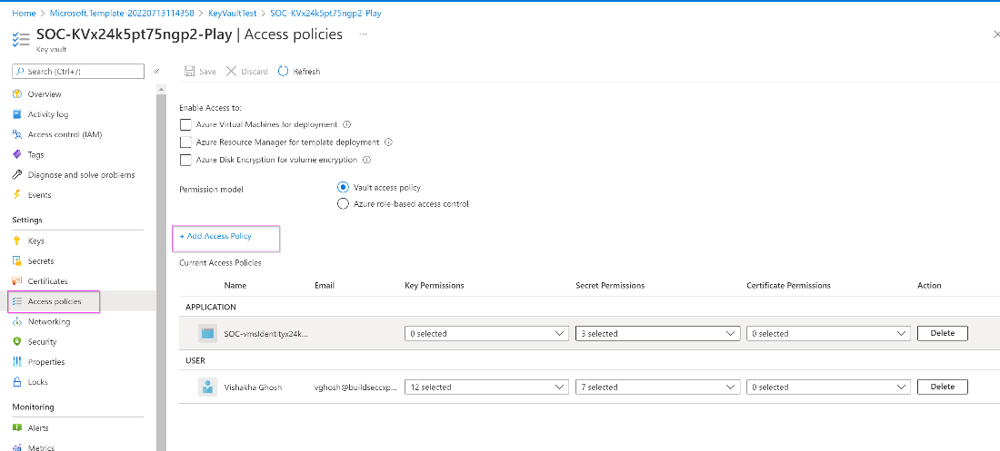 Home > Microsoft.Template-20220713114358 > KeyVaultTest > SOC-KVx24k5pt75ngp2-Play
SOC-KVx24k5pt75ngp2-Play | Access policies ...
Key vault
Search (Ctrl+/)
Save Discard Refresh
Overview
Activity log
Access control (IAM)
Tags
Diagnose and solve problems
Events
Settings
Keys
Secrets
Certificates
Access policies
Networking
Security
Properties
Locks
Monitoring
Alerts
Metrics
Enable Access to:
Azure Virtual Machines for deployment
Azure Resource Manager for template deployment
Azure Disk Encryption for volume encryption
Permission model
Vault access policy
Azure role-based access control
+ Add Access Policy
Current Access Policies
Name Email Key Permissions Secret Permissions Certificate Permissions Action
APPLICATION
SOC-vmsIdentityx24k... 0 selected 3 selected 0 selected Delete
USER
Vishakha Ghosh vghosh@buildseccxp... 12 selected 7 selected 0 selected Delete